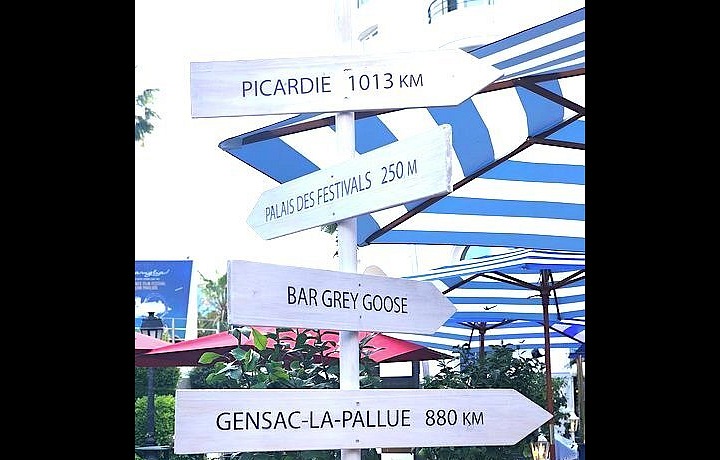 PICARDIE 1013 KM
PALAIS DES FESTIVALS 250 M
BAR GREY GOOSE
GENSAC-LA-PALLUE 880 KM